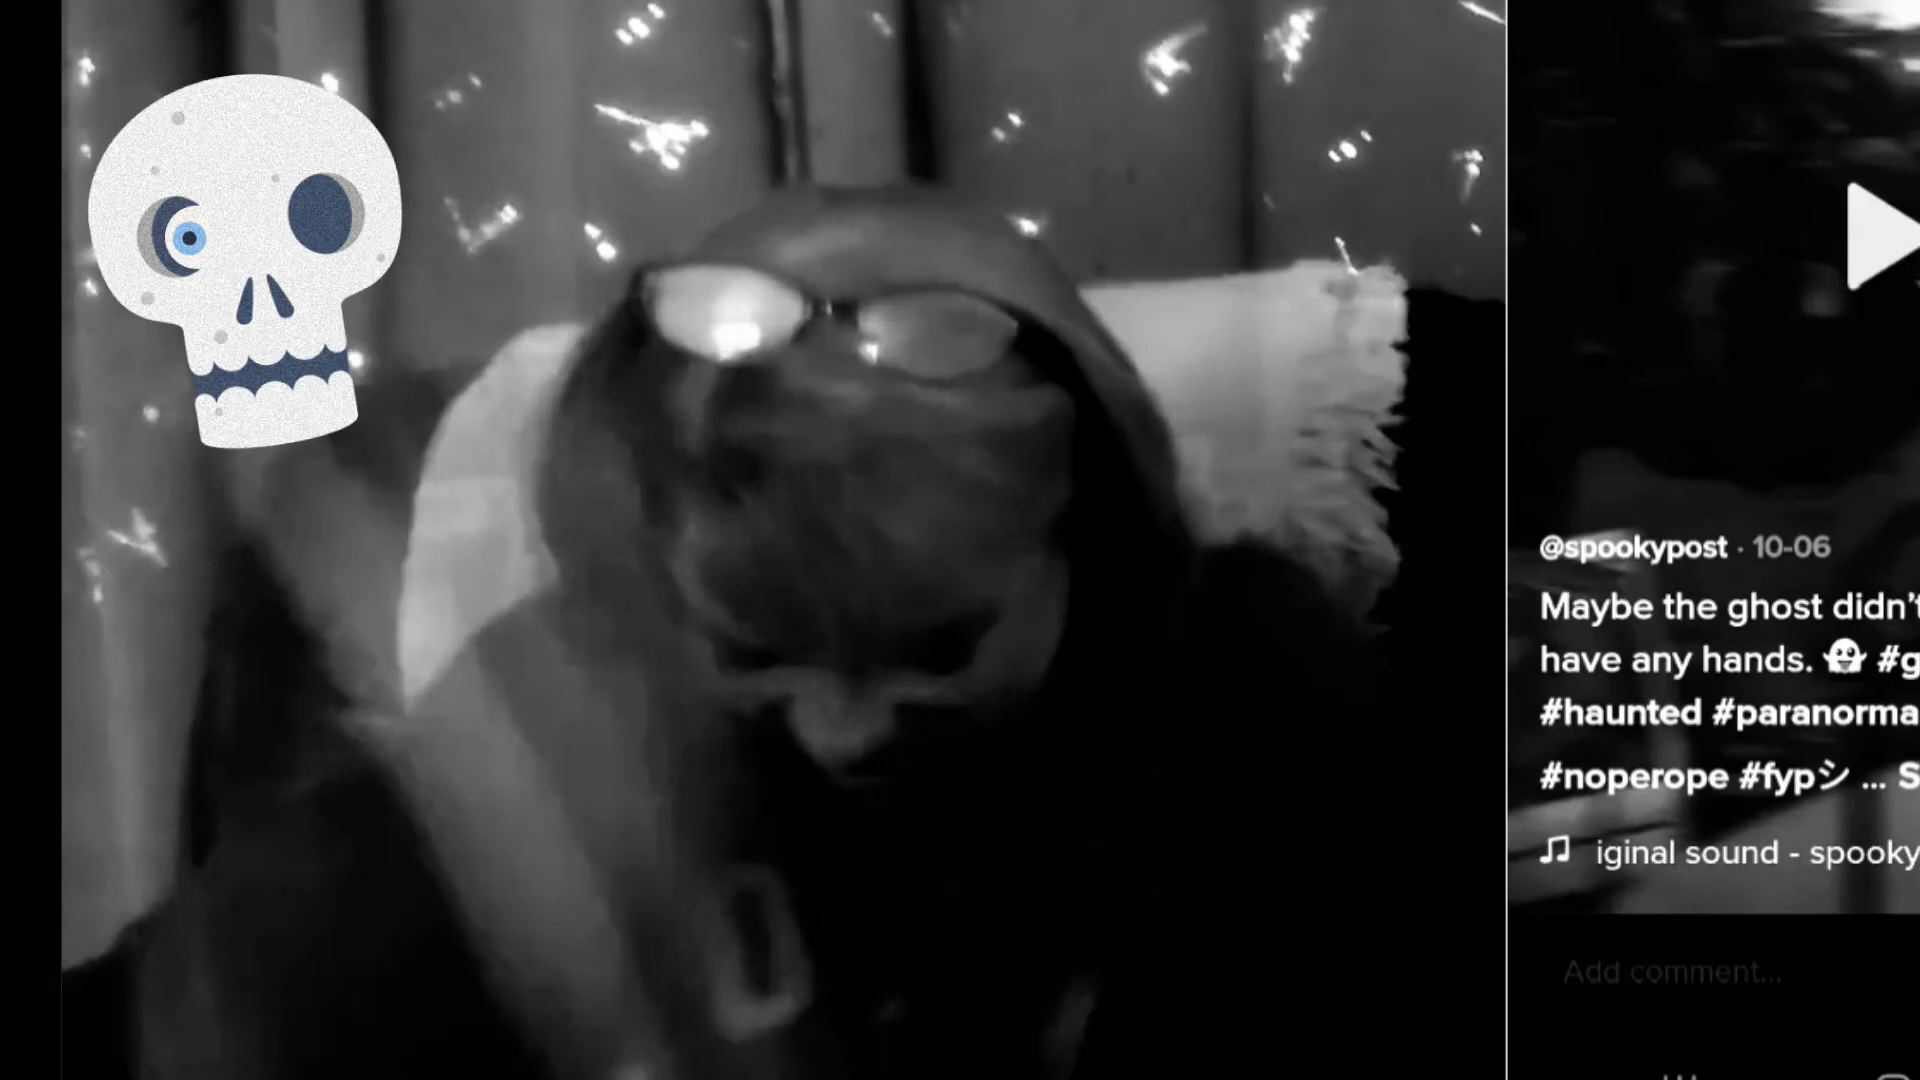 @spookypost · 10-06
Maybe the ghost didn't
have any hands. 👻 #g
#haunted #paranorma
#noperope #fypシ ... S
iginal sound - spooky
Add comment...